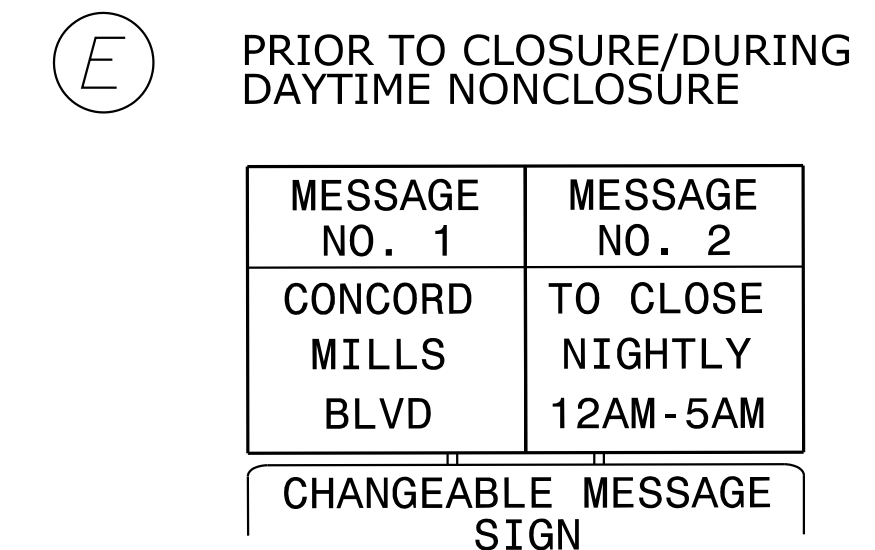 E
PRIOR TO CLOSURE/DURING
DAYTIME NONCLOSURE
MESSAGE
NO. 1
MESSAGE
NO. 2
CONCORD
MILLS
BLVD
TO CLOSE
NIGHTLY
12AM-5AM
CHANGEABLE MESSAGE
SIGN